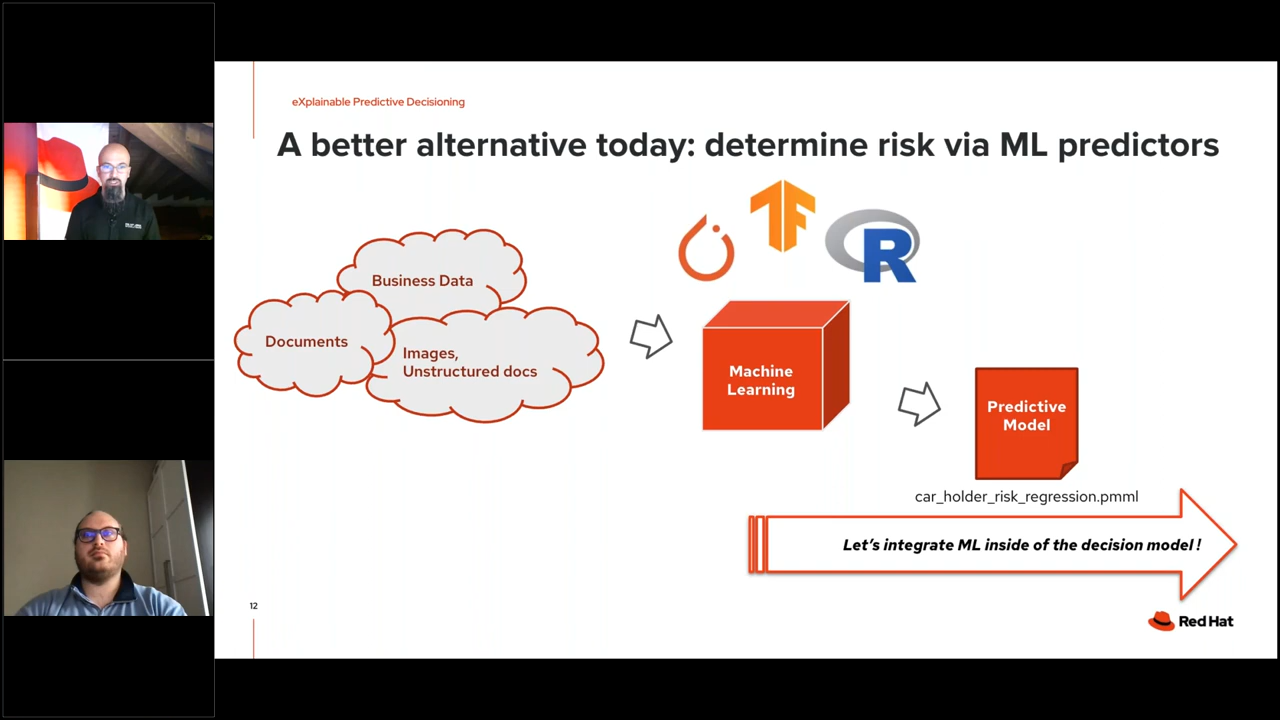 eXplainable Predictive Decisioning
A better alternative today: determine risk via ML predictors
Business Data
Documents
Images,
Unstructured docs
R
Machine
Learning
Predictive
Model
car_holder_risk_regression.pmml
Let's integrate ML inside of the decision model !
12
Red Hat